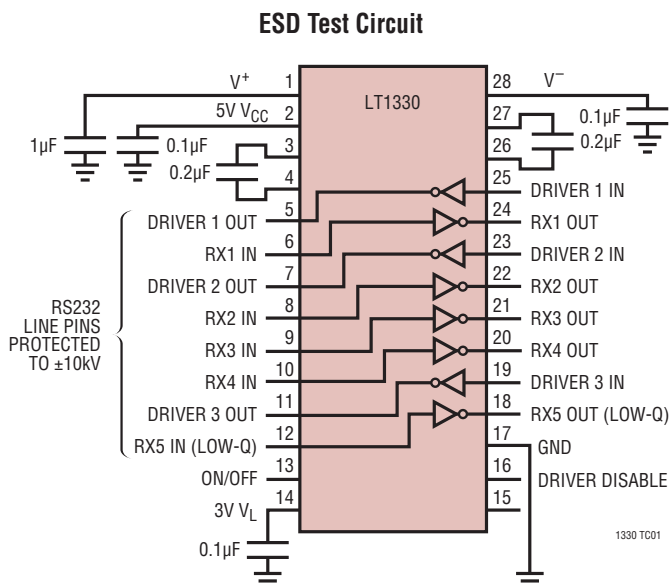 ESD Test Circuit
LT1330
V+ 1
5V VCC 2
1µF
0.1µF
3
0.2µF
4
DRIVER 1 OUT 5
RX1 IN 6
DRIVER 2 OUT 7
RX2 IN 8
RX3 IN 9
RX4 IN 10
DRIVER 3 OUT 11
RX5 IN (LOW-Q) 12
ON/OFF 13
3V VL 14
0.1µF
RS232
LINE PINS
PROTECTED
TO ±10kV
28 V–
0.1µF
27
0.2µF
26
25 DRIVER 1 IN
24 RX1 OUT
23 DRIVER 2 IN
22 RX2 OUT
21 RX3 OUT
20 RX4 OUT
19 DRIVER 3 IN
18 RX5 OUT (LOW-Q)
17 GND
16 DRIVER DISABLE
15
1330 TC01